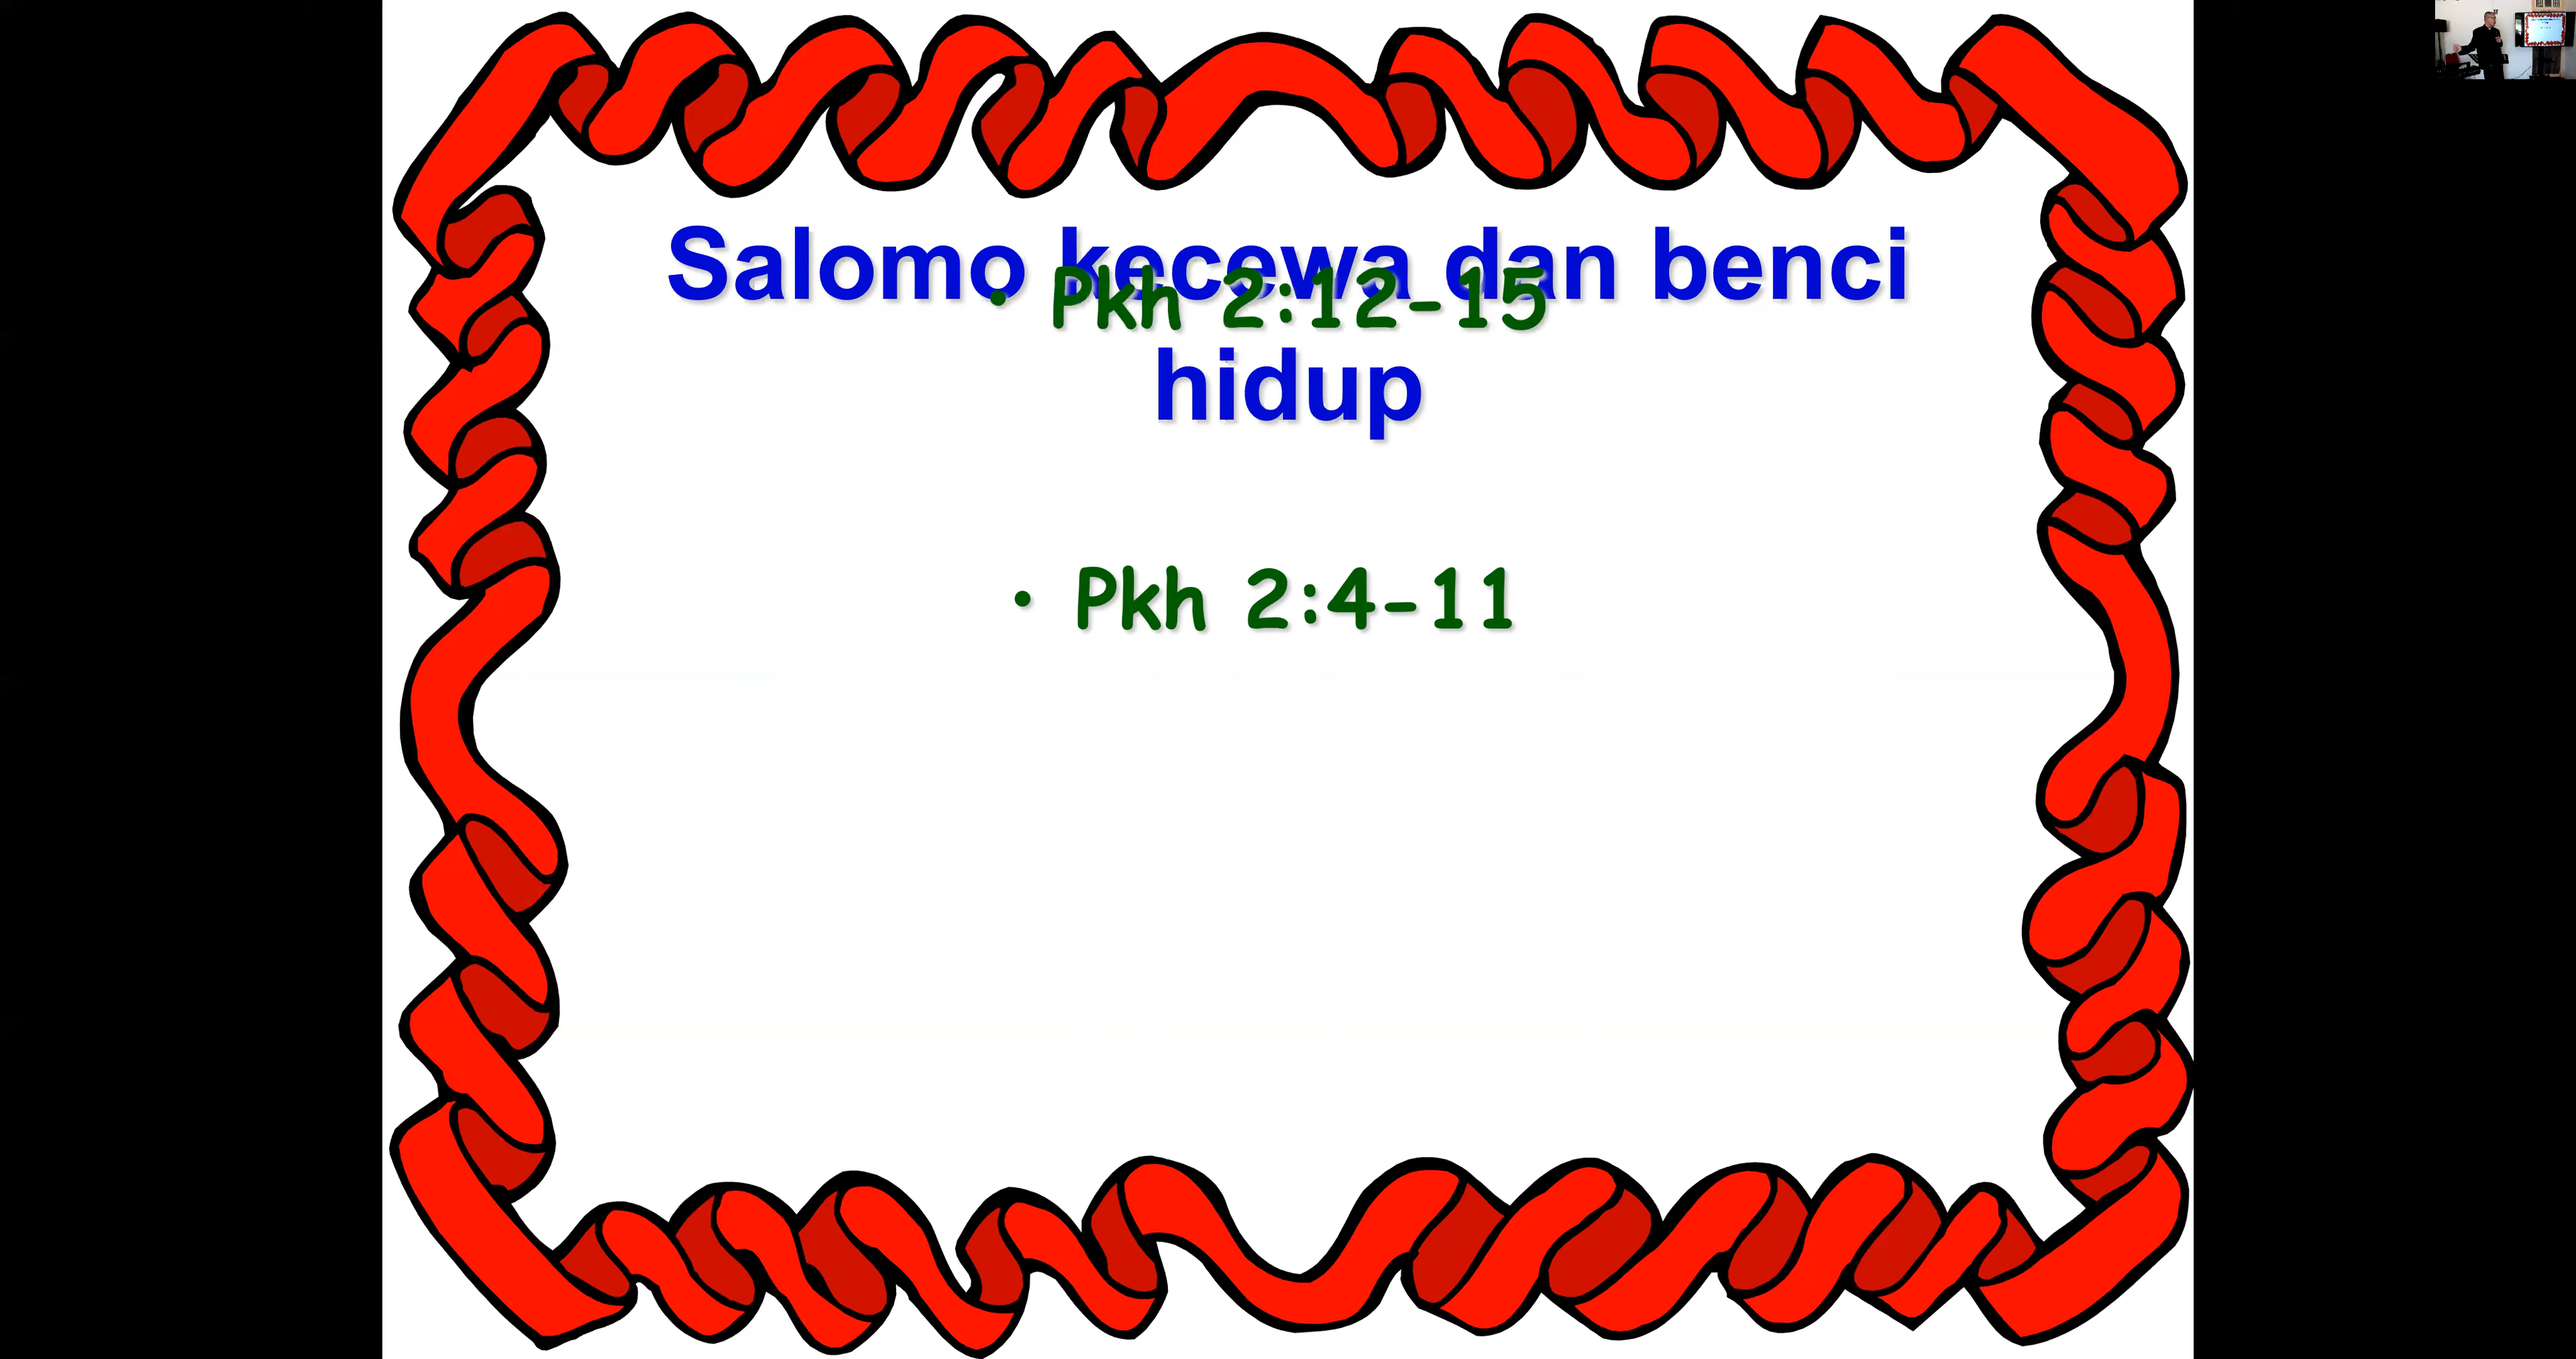 Salomo kecewa dan benci
• Pkh 2:12-15
hidup
• Pkh 2:4-11